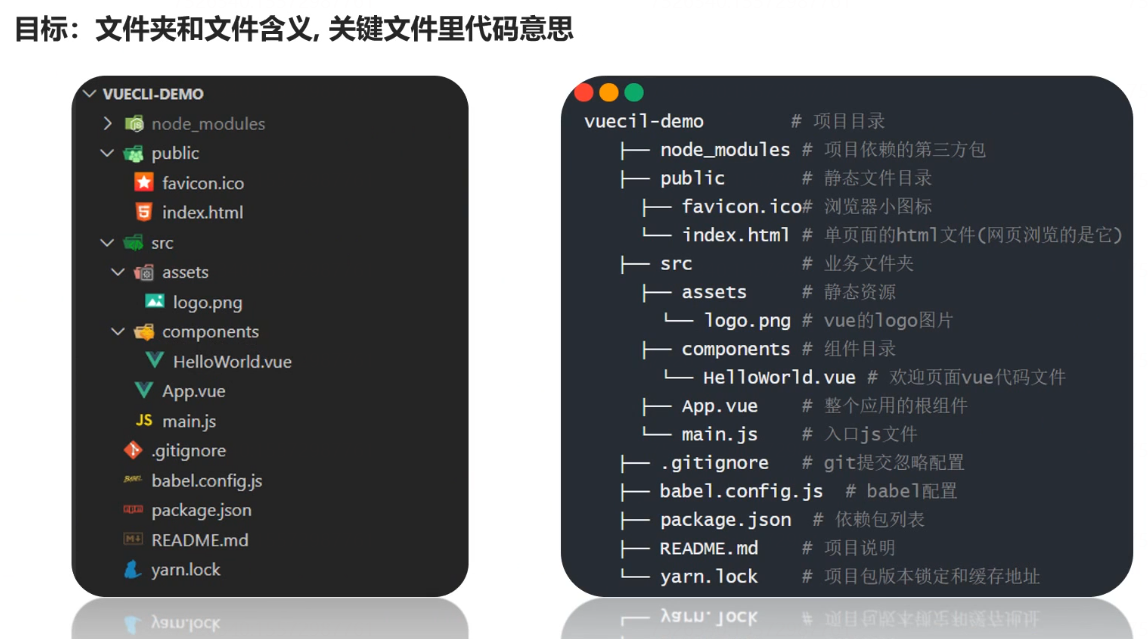 目标：文件夹和文件含义, 关键文件里代码意思
VUECLI-DEMO
node_modules
public
favicon.ico
index.html
src
assets
logo.png
components
HelloWorld.vue
App.vue
JS main.js
.gitignore
babel.config.js
package.json
README.md
yarn.lock
vuecil-demo # 项目目录
├── node_modules # 项目依赖的第三方包
├── public # 静态文件目录
├── favicon.ico# 浏览器小图标
└── index.html # 单页面的html文件(网页浏览的是它)
├── src # 业务文件夹
├── assets # 静态资源
└── logo.png # vue的logo图片
├── components # 组件目录
└── HelloWorld.vue # 欢迎页面vue代码文件
├── App.vue # 整个应用的根组件
└── main.js # 入口js文件
├── .gitignore # git提交忽略配置
├── babel.config.js # babel配置
├── package.json # 依赖包列表
├── README.md # 项目说明
└── yarn.lock # 项目包版本锁定和缓存地址